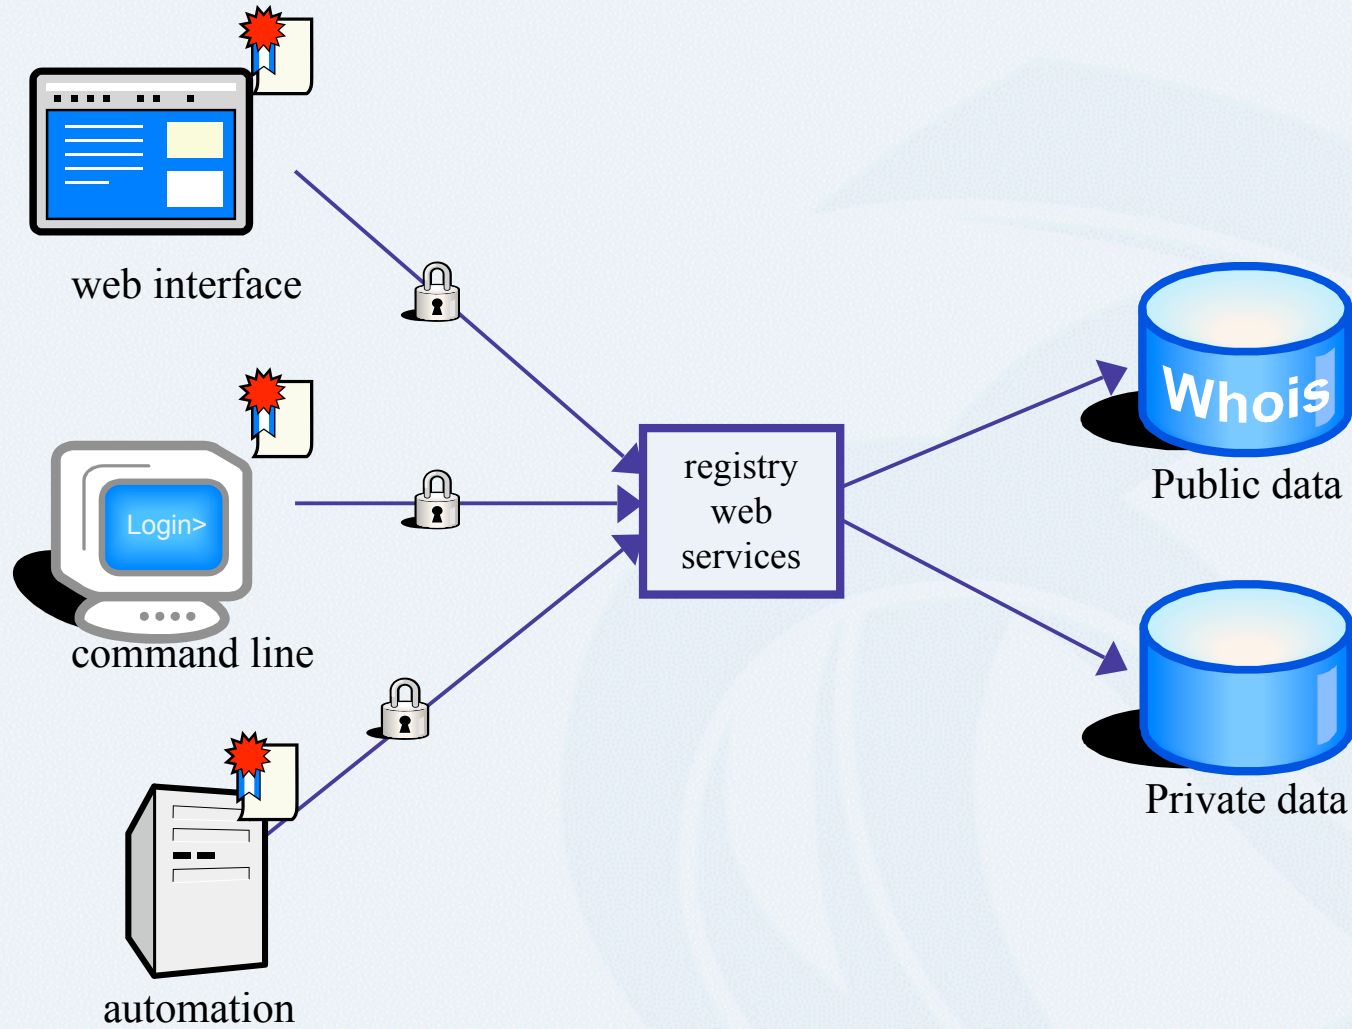 web interface
Login>
command line
automation
registry
web
services
Whois
Public data
Private data